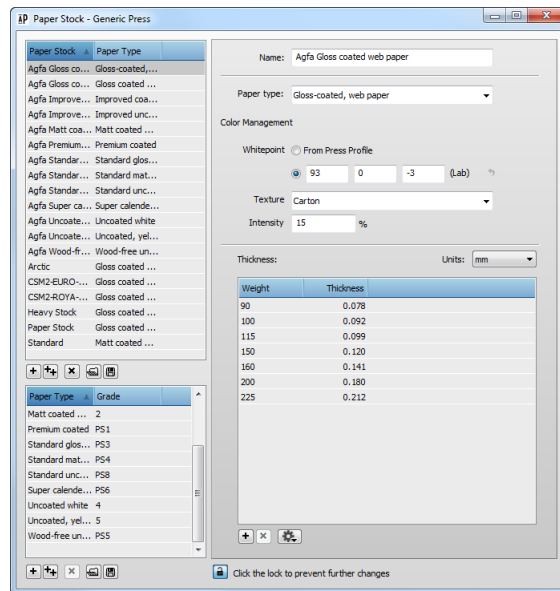 AP Paper Stock - Generic Press
Paper Stock Paper Type
Agfa Gloss co... Gloss-coated,...
Agfa Gloss co... Gloss coated ...
Agfa Improve... Improved coa...
Agfa Improve... Improved unc...
Agfa Matt coa... Matt coated ...
Agfa Premium... Premium coated
Agfa Standar... Standard glos...
Agfa Standar... Standard mat...
Agfa Standar... Standard unc...
Agfa Super ca... Super calende...
Agfa Uncoate... Uncoated white
Agfa Uncoate... Uncoated, yel...
Agfa Wood-fr... Wood-free un...
Arctic Gloss coated ...
CSM2-EURO-... Gloss coated ...
CSM2-ROYA-... Gloss coated ...
Heavy Stock Gloss coated ...
Paper Stock Gloss coated ...
Standard Matt coated ...
Paper Type Grade
Matt coated ... 2
Premium coated PS1
Standard glos... PS3
Standard mat... PS4
Standard unc... PS8
Super calende... PS6
Uncoated white 4
Uncoated, yel... 5
Wood-free un... PS5
Name: Agfa Gloss coated web paper
Paper type: Gloss-coated, web paper
Color Management
Whitepoint From Press Profile
93 0 -3 (Lab)
Texture Carton
Intensity 15 %
Thickness: Units: mm
Weight Thickness
90 0.078
100 0.092
115 0.099
150 0.120
160 0.141
200 0.180
225 0.212
Click the lock to prevent further changes